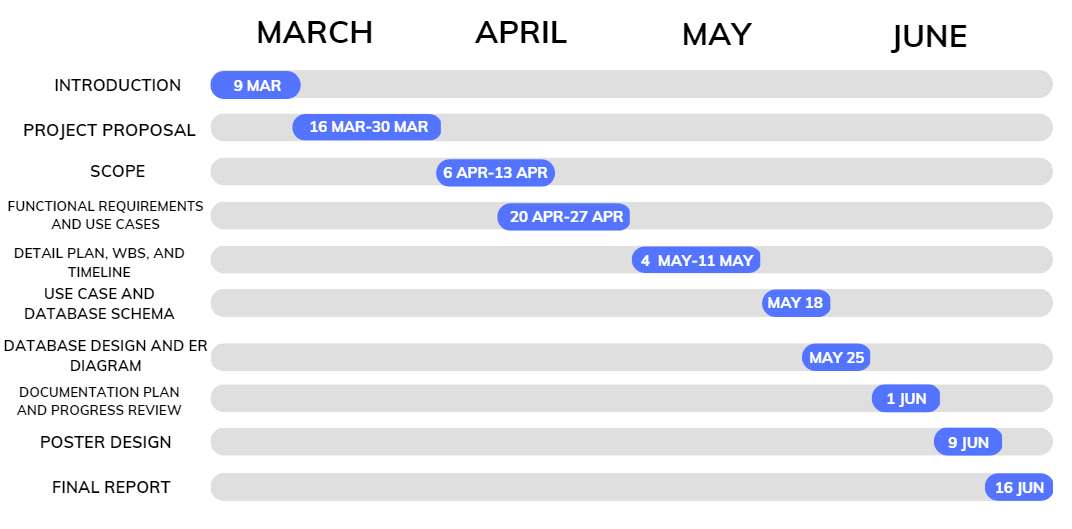 MARCH APRIL MAY JUNE
INTRODUCTION 9 MAR
PROJECT PROPOSAL 16 MAR-30 MAR
SCOPE 6 APR-13 APR
FUNCTIONAL REQUIREMENTS
AND USE CASES
20 APR-27 APR
DETAIL PLAN, WBS, AND
TIMELINE
4 MAY-11 MAY
USE CASE AND
DATABASE SCHEMA
MAY 18
DATABASE DESIGN AND ER
DIAGRAM
MAY 25
DOCUMENTATION PLAN
AND PROGRESS REVIEW
1 JUN
POSTER DESIGN 9 JUN
FINAL REPORT 16 JUN